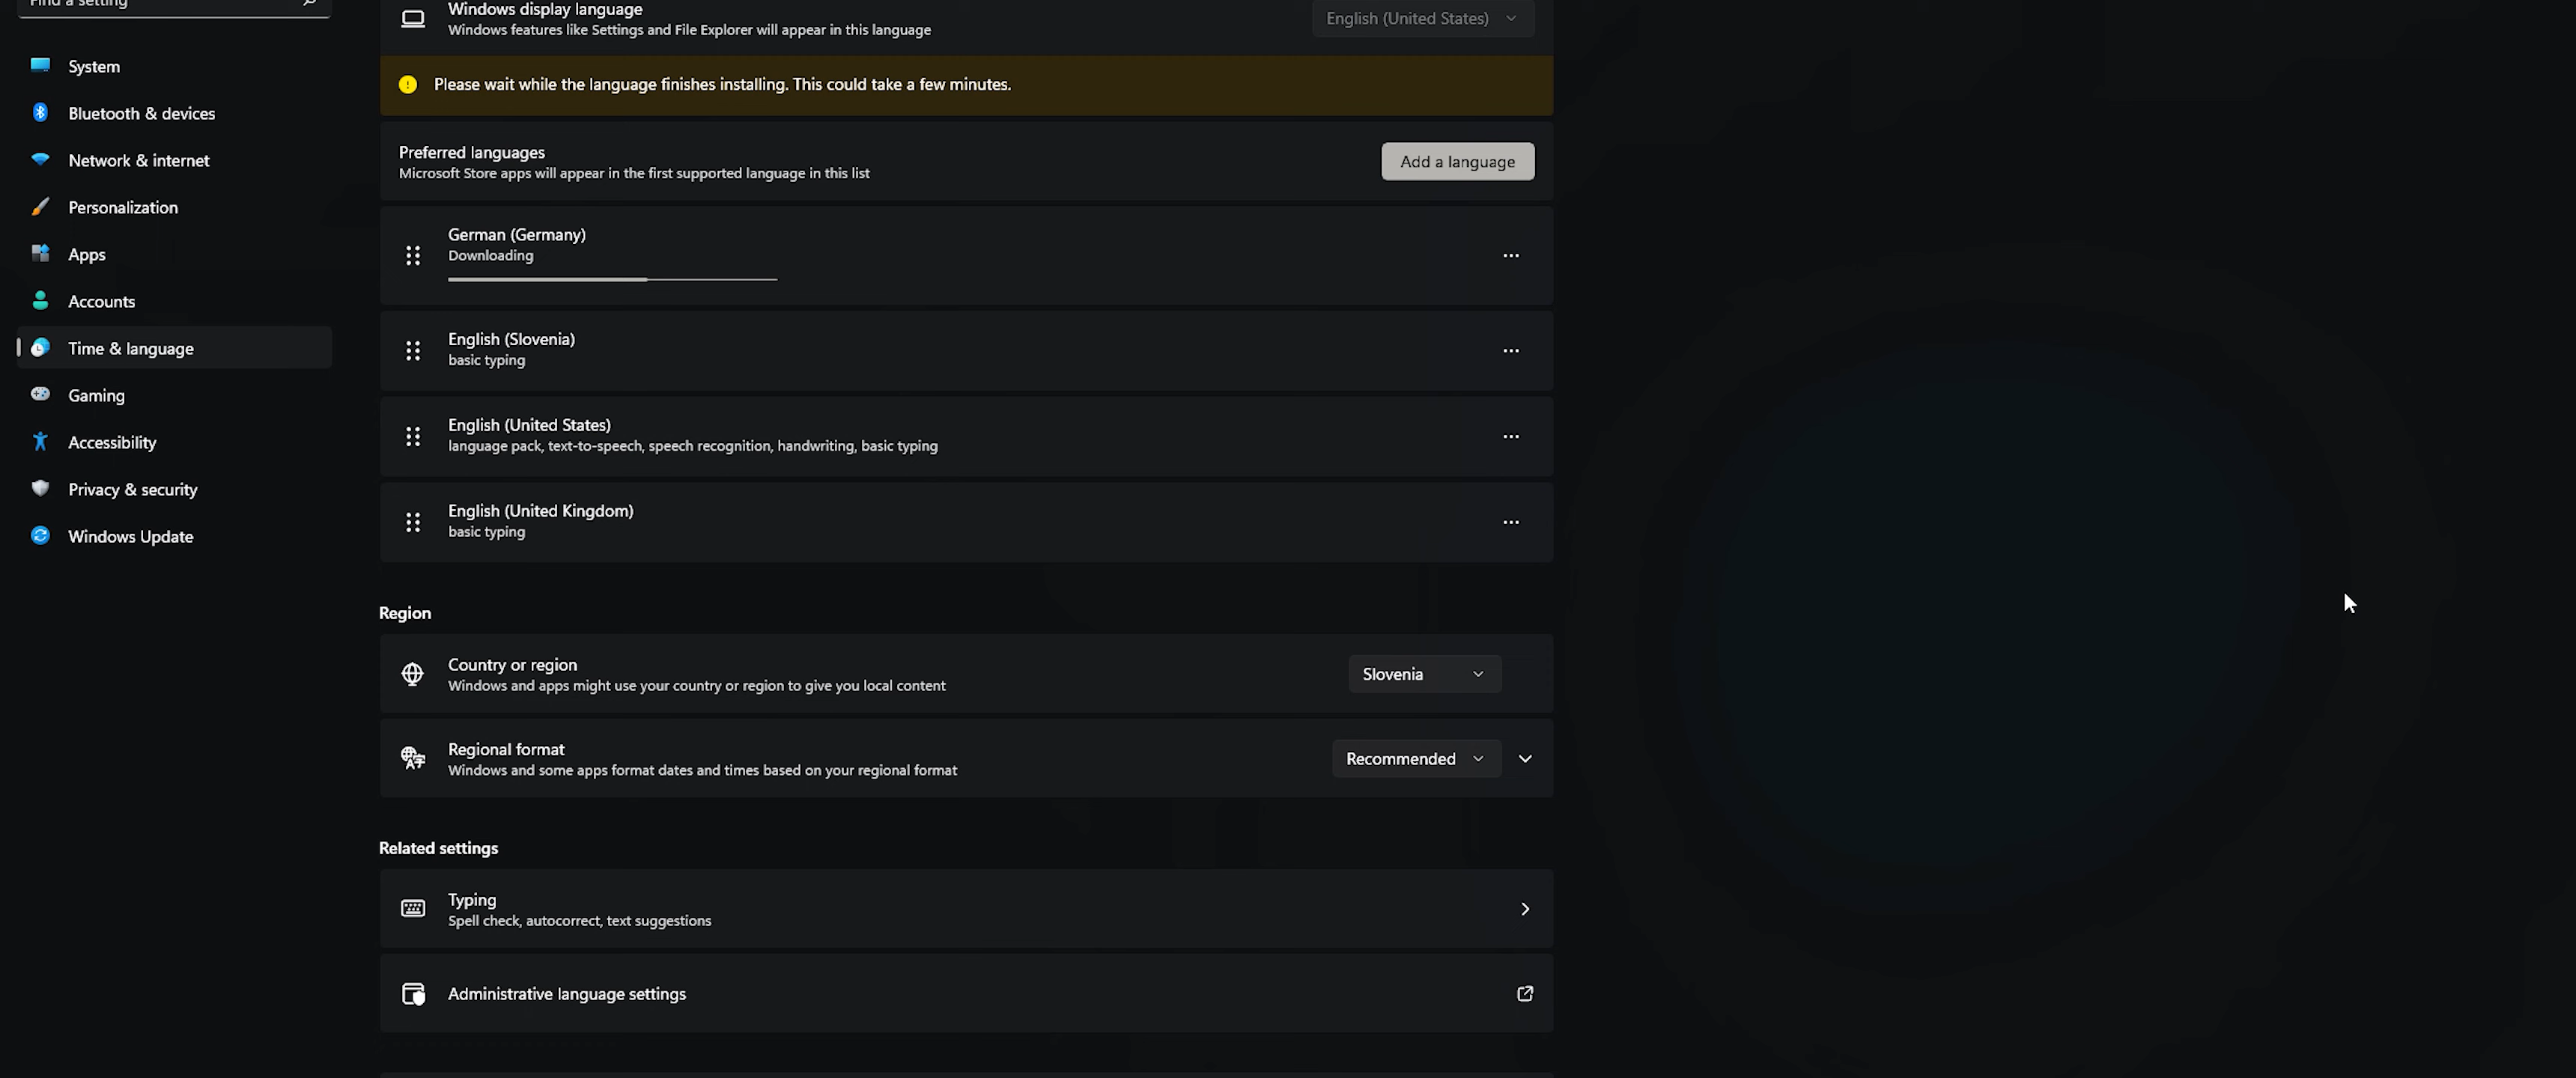 Find a setting
System
Bluetooth & devices
Network & internet
Personalization
Apps
Accounts
Time & language
Gaming
Accessibility
Privacy & security
Windows Update
Windows display language
Windows features like Settings and File Explorer will appear in this language
English (United States)
Please wait while the language finishes installing. This could take a few minutes.
Preferred languages
Microsoft Store apps will appear in the first supported language in this list
Add a language
German (Germany)
Downloading
English (Slovenia)
basic typing
English (United States)
language pack, text-to-speech, speech recognition, handwriting, basic typing
English (United Kingdom)
basic typing
Region
Country or region
Windows and apps might use your country or region to give you local content
Slovenia
Regional format
Windows and some apps format dates and times based on your regional format
Recommended
Related settings
Typing
Spell check, autocorrect, text suggestions
Administrative language settings